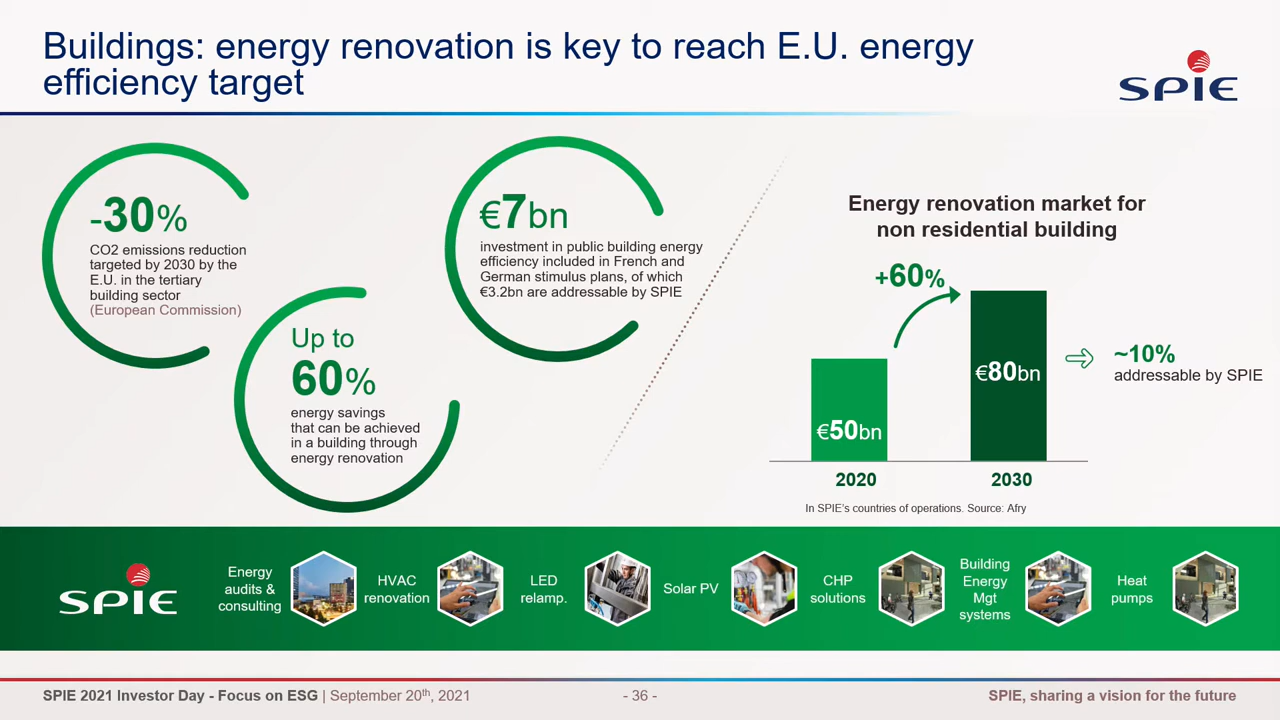 Buildings: energy renovation is key to reach E.U. energy
efficiency target
SPIE
-30%
CO2 emissions reduction
targeted by 2030 by the
E.U. in the tertiary
building sector
(European Commission)
Up to
60%
energy savings
that can be achieved
in a building through
energy renovation
€7bn
investment in public building energy
efficiency included in French and
German stimulus plans, of which
€3.2bn are addressable by SPIE
Energy renovation market for
non residential building
+60%
€50bn
€80bn
~10%
addressable by SPIE
2020
2030
In SPIE's countries of operations. Source: Afry
SPIE
Energy
audits &
consulting
HVAC
renovation
LED
relamp.
Solar PV
CHP
solutions
Building
Energy
Mgt
systems
Heat
pumps
SPIE 2021 Investor Day - Focus on ESG | September 20th, 2021
- 36 -
SPIE, sharing a vision for the future